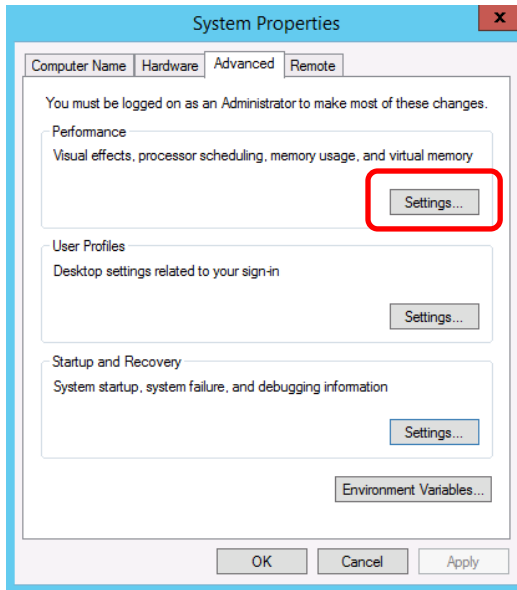 System Properties
x
Computer Name Hardware Advanced Remote
You must be logged on as an Administrator to make most of these changes.
Performance
Visual effects, processor scheduling, memory usage, and virtual memory
Settings...
User Profiles
Desktop settings related to your sign-in
Settings...
Startup and Recovery
System startup, system failure, and debugging information
Settings...
Environment Variables...
OK Cancel Apply